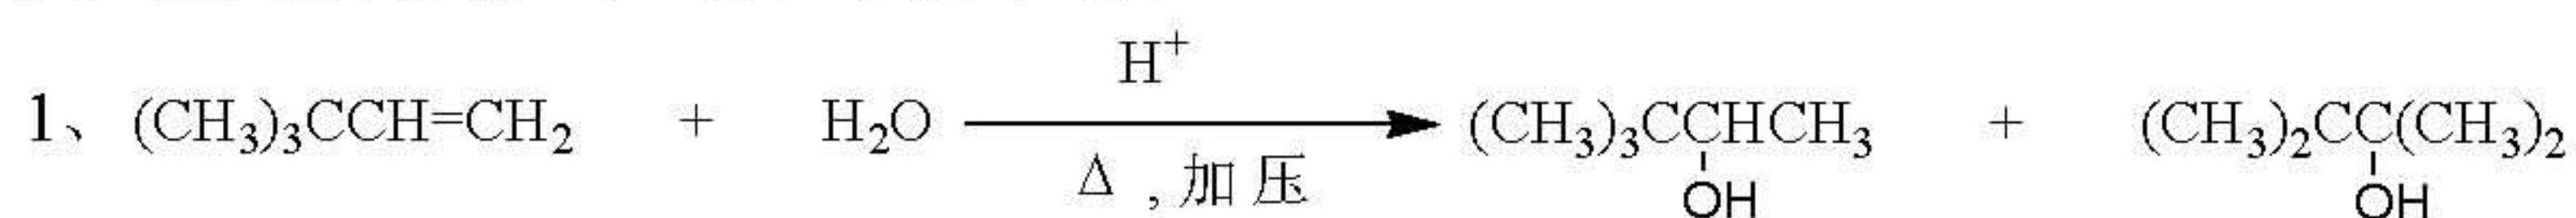 H⁺
1、 (CH₃)₃CCH=CH₂ + H₂O (CH₃)₃CCHCH₃ + (CH₃)₂CC(CH₃)₂
Δ , 加 压
OH OH